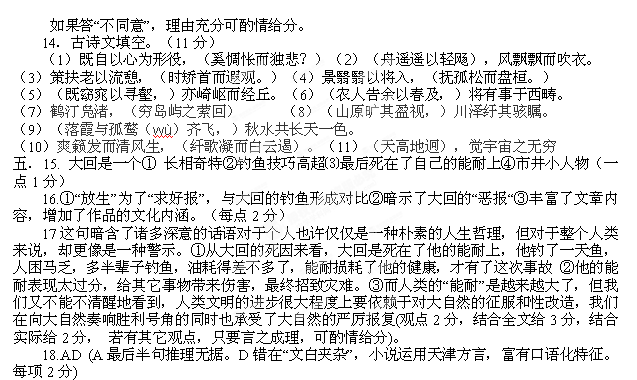 如果答“不同意”，理由充分可酌情给分。
14．古诗文填空。（11 分）
（1）既自以心为形役，（奚惆怅而独悲？）（2）（舟遥遥以轻飏），风飘飘而吹衣。
（3）策扶老以流憩，（时矫首而遐观。）（4）景翳翳以将入，（抚孤松而盘桓。）
（5）（既窈窕以寻壑，）亦崎岖而经丘。（6）（农人告余以春及，）将有事于西畴。
（7）鹤汀凫渚，（穷岛屿之萦回）（8）（山原旷其盈视，）川泽纡其骇瞩。
（9）（落霞与孤鹜（wù）齐飞，）秋水共长天一色。
（10）爽籁发而清风生，（纤歌凝而白云遏）。（11）（天高地迥），觉宇宙之无穷
五．15. 大回是一个① 长相奇特②钓鱼技巧高超⑶最后死在了自己的能耐上④市井小人物（一
点 1 分）
16.①“放生”为了“求好报”，与大回的钓鱼形成对比②暗示了大回的“恶报“③丰富了文章内
容，增加了作品的文化内涵。（每点 2 分）
17 这句暗含了诸多深意的话语对于个人也许仅仅是一种朴素的人生哲理，但对于整个人类
来说，却更像是一种警示。①从大回的死因来看，大回是死在了他的能耐上，他钓了一天鱼，
人困马乏，多半辈子钓鱼，油耗得差不多了，能耐损耗了他的健康，才有了这次事故 ②他的能
耐表现太过分，给其它事物带来伤害，最终招致灾难。③而人类的“能耐”是越来越大了，但我
们又不能不清醒地看到，人类文明的进步很大程度上要依赖于对大自然的征服和性改造，我们
在向大自然奏响胜利号角的同时也承受了大自然的严厉报复(观点 2 分，结合全文给 3 分，结合
实际给 2 分， 若有其它观点，只要言之成理，可酌情给分)。
18.AD (A 最后半句推理无据。D 错在“文白夹杂”，小说运用天津方言，富有口语化特征。
每项 2 分)